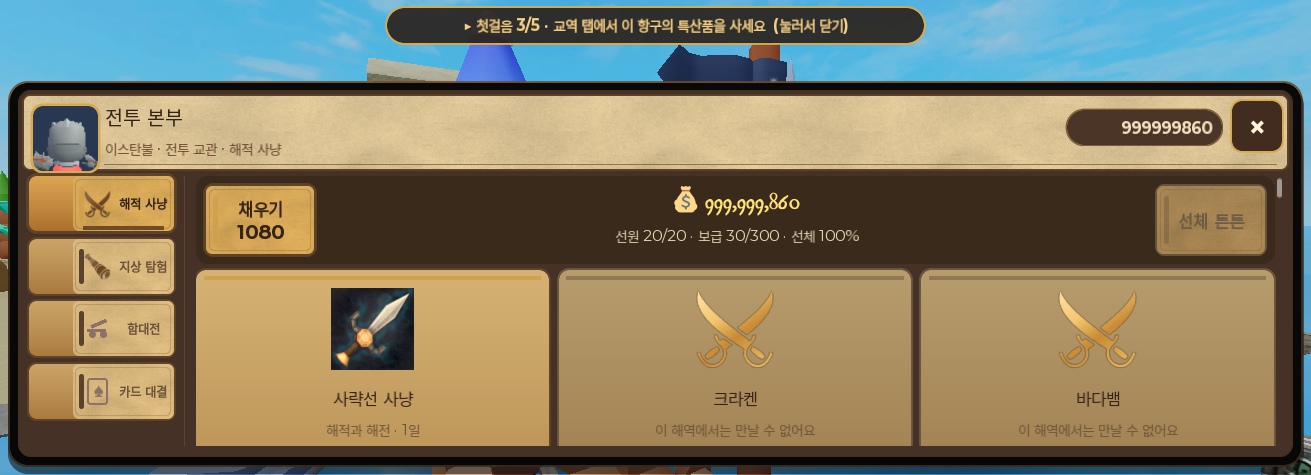 ▸ 첫걸음 3/5 · 교역 탭에서 이 항구의 특산품을 사세요 (눌러서 닫기)
전투 본부
이스탄불 · 전투 교관 · 해적 사냥
999999860
×
해적 사냥
지상 탐험
함대전
카드 대결
채우기
1080
$ 999,999,860
선원 20/20 · 보급 30/300 · 선체 100%
선체 튼튼
사략선 사냥
해적과 해전 · 1일
크라켄
이 해역에서는 만날 수 없어요
바다뱀
이 해역에서는 만날 수 없어요